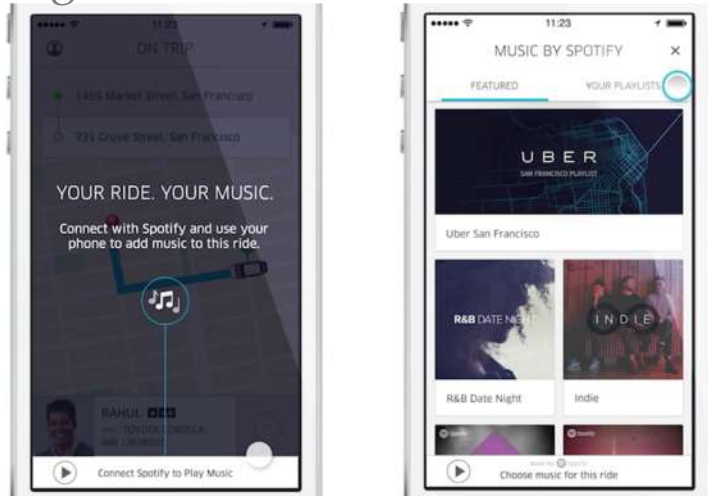 11:23
ON TRIP
1455 Market Street, San Francisco
731 Grove Street, San Francisco
YOUR RIDE. YOUR MUSIC.
Connect with Spotify and use your
phone to add music to this ride.
RAHUL
TOYOTA COROLLA
Connect Spotify to Play Music
11:23
MUSIC BY SPOTIFY
FEATURED
YOUR PLAYLISTS
UBER
SAN FRANCISCO PLAYLIST
Uber San Francisco
R&B DATE NIGHT
INDIE
R&B Date Night
Indie
Spotify
Spotify
Choose music for this ride